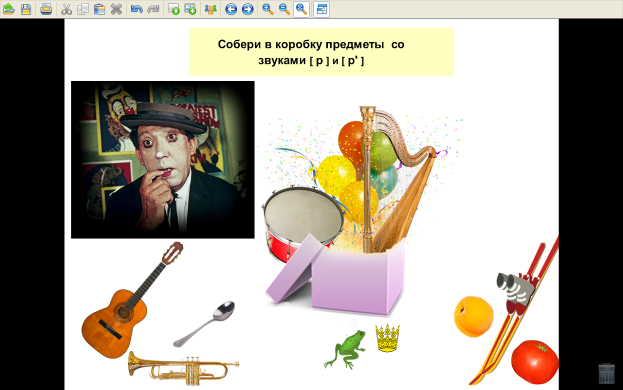 Собери в коробку предметы со
звуками [ р ] и [ р' ]